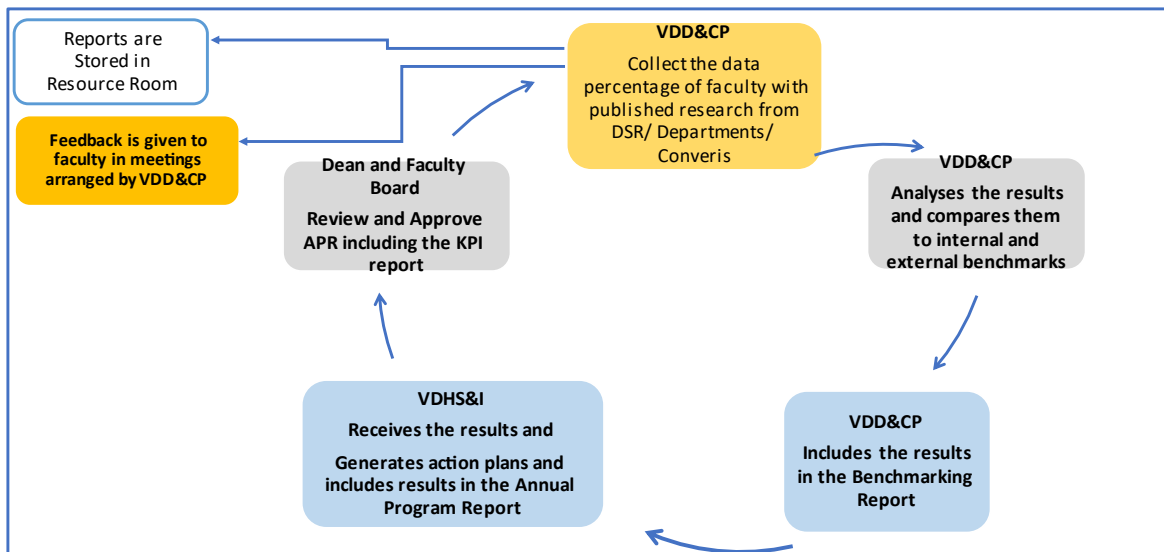 Reports are
Stored in
Resource Room
Feedback is given to
faculty in meetings
arranged by VDD&CP
VDD&CP
Collect the data
percentage of faculty with
published research from
DSR/ Departments/
Converis
VDD&CP
Analyses the results
and compares them
to internal and
external benchmarks
VDD&CP
Includes the results
in the Benchmarking
Report
VDHS&I
Receives the results and
Generates action plans and
includes results in the Annual
Program Report
Dean and Faculty
Board
Review and Approve
APR including the KPI
report